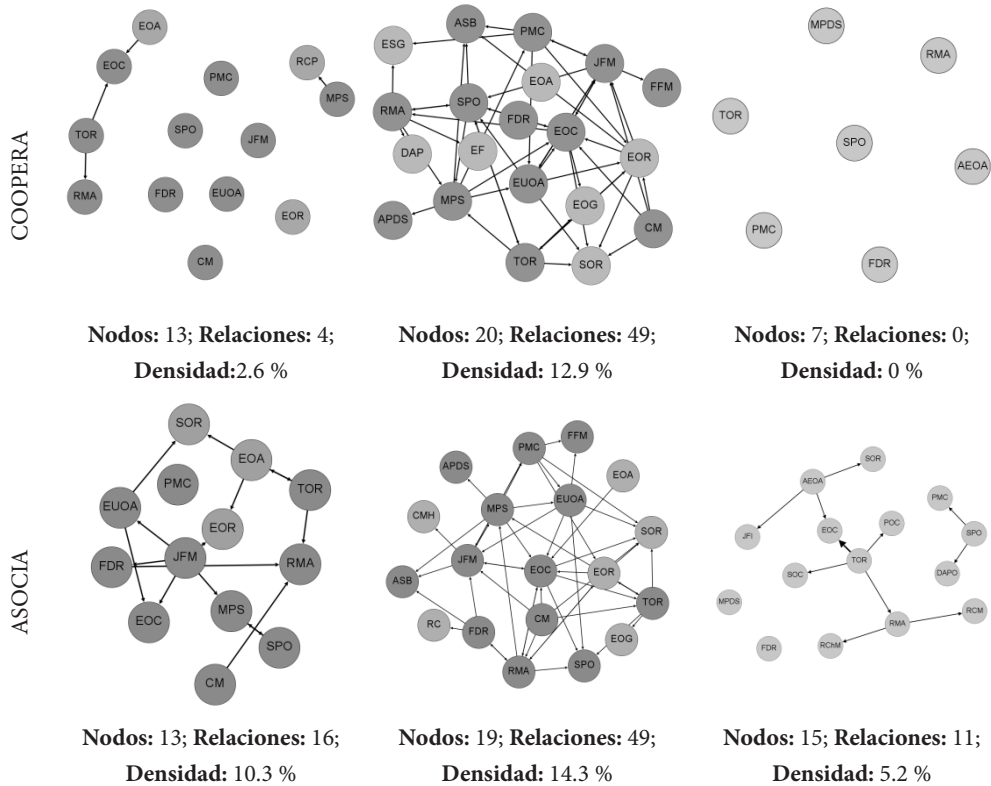 COOPERA
EOA
EOC
PMC
RCP
MPS
TOR
SPO
JFM
RMA
FDR
EUOA
EOR
CM
ASB
PMC
ESG
JFM
EOA
FFM
RMA
SPO
FDR
EOC
DAP
EF
EOR
EUOA
MPS
EOG
APDS
CM
TOR
SOR
MPDS
RMA
TOR
SPO
AEOA
PMC
FDR
Nodos: 13; Relaciones: 4;
Densidad:2.6 %
Nodos: 20; Relaciones: 49;
Densidad: 12.9 %
Nodos: 7; Relaciones: 0;
Densidad: 0 %
ASOCIA
SOR
EOA
PMC
TOR
EUOA
EOR
JFM
FDR
RMA
MPS
EOC
SPO
CM
FFM
PMC
APDS
EOA
EUOA
MPS
CMH
SOR
JFM
EOC
EOR
ASB
TOR
CM
RC
FDR
EOG
SPO
RMA
SOR
AEOA
PMC
POC
EOC
JFI
SPO
TOR
SOC
DAPO
MPDS
RCM
RMA
RChM
FDR
Nodos: 13; Relaciones: 16;
Densidad: 10.3 %
Nodos: 19; Relaciones: 49;
Densidad: 14.3 %
Nodos: 15; Relaciones: 11;
Densidad: 5.2 %